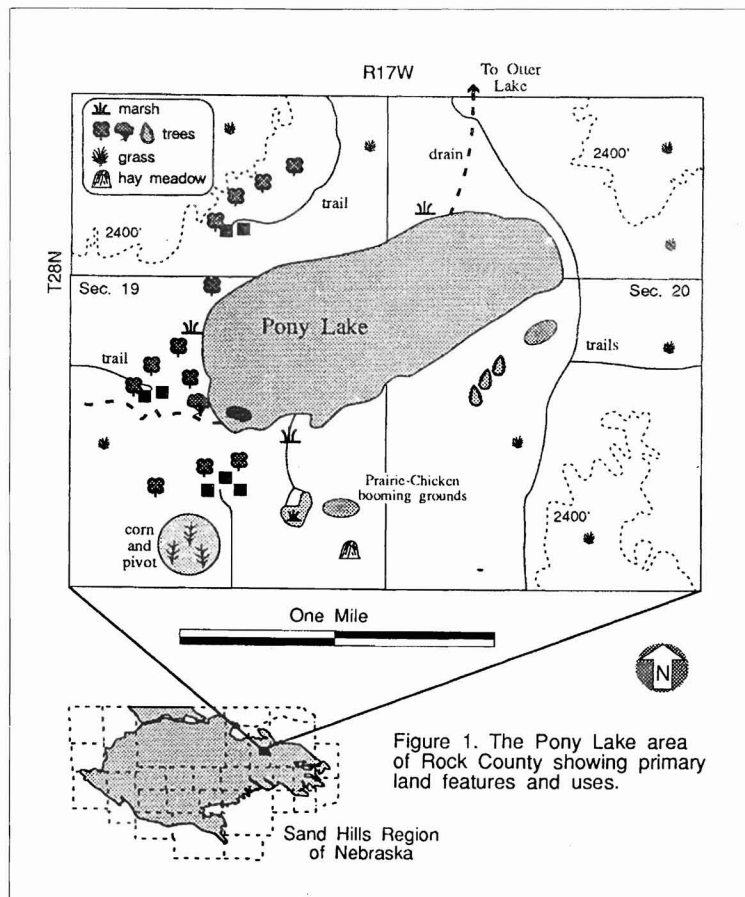 R17W
To Otter
Lake
marsh
trees
grass
hay meadow
drain
2400'
trail
2400'
T28N
Sec. 19
Sec. 20
Pony Lake
trail
trails
Prairie-Chicken
booming grounds
2400'
corn
and
pivot
One Mile
N
Figure 1. The Pony Lake area
of Rock County showing primary
land features and uses.
Sand Hills Region
of Nebraska